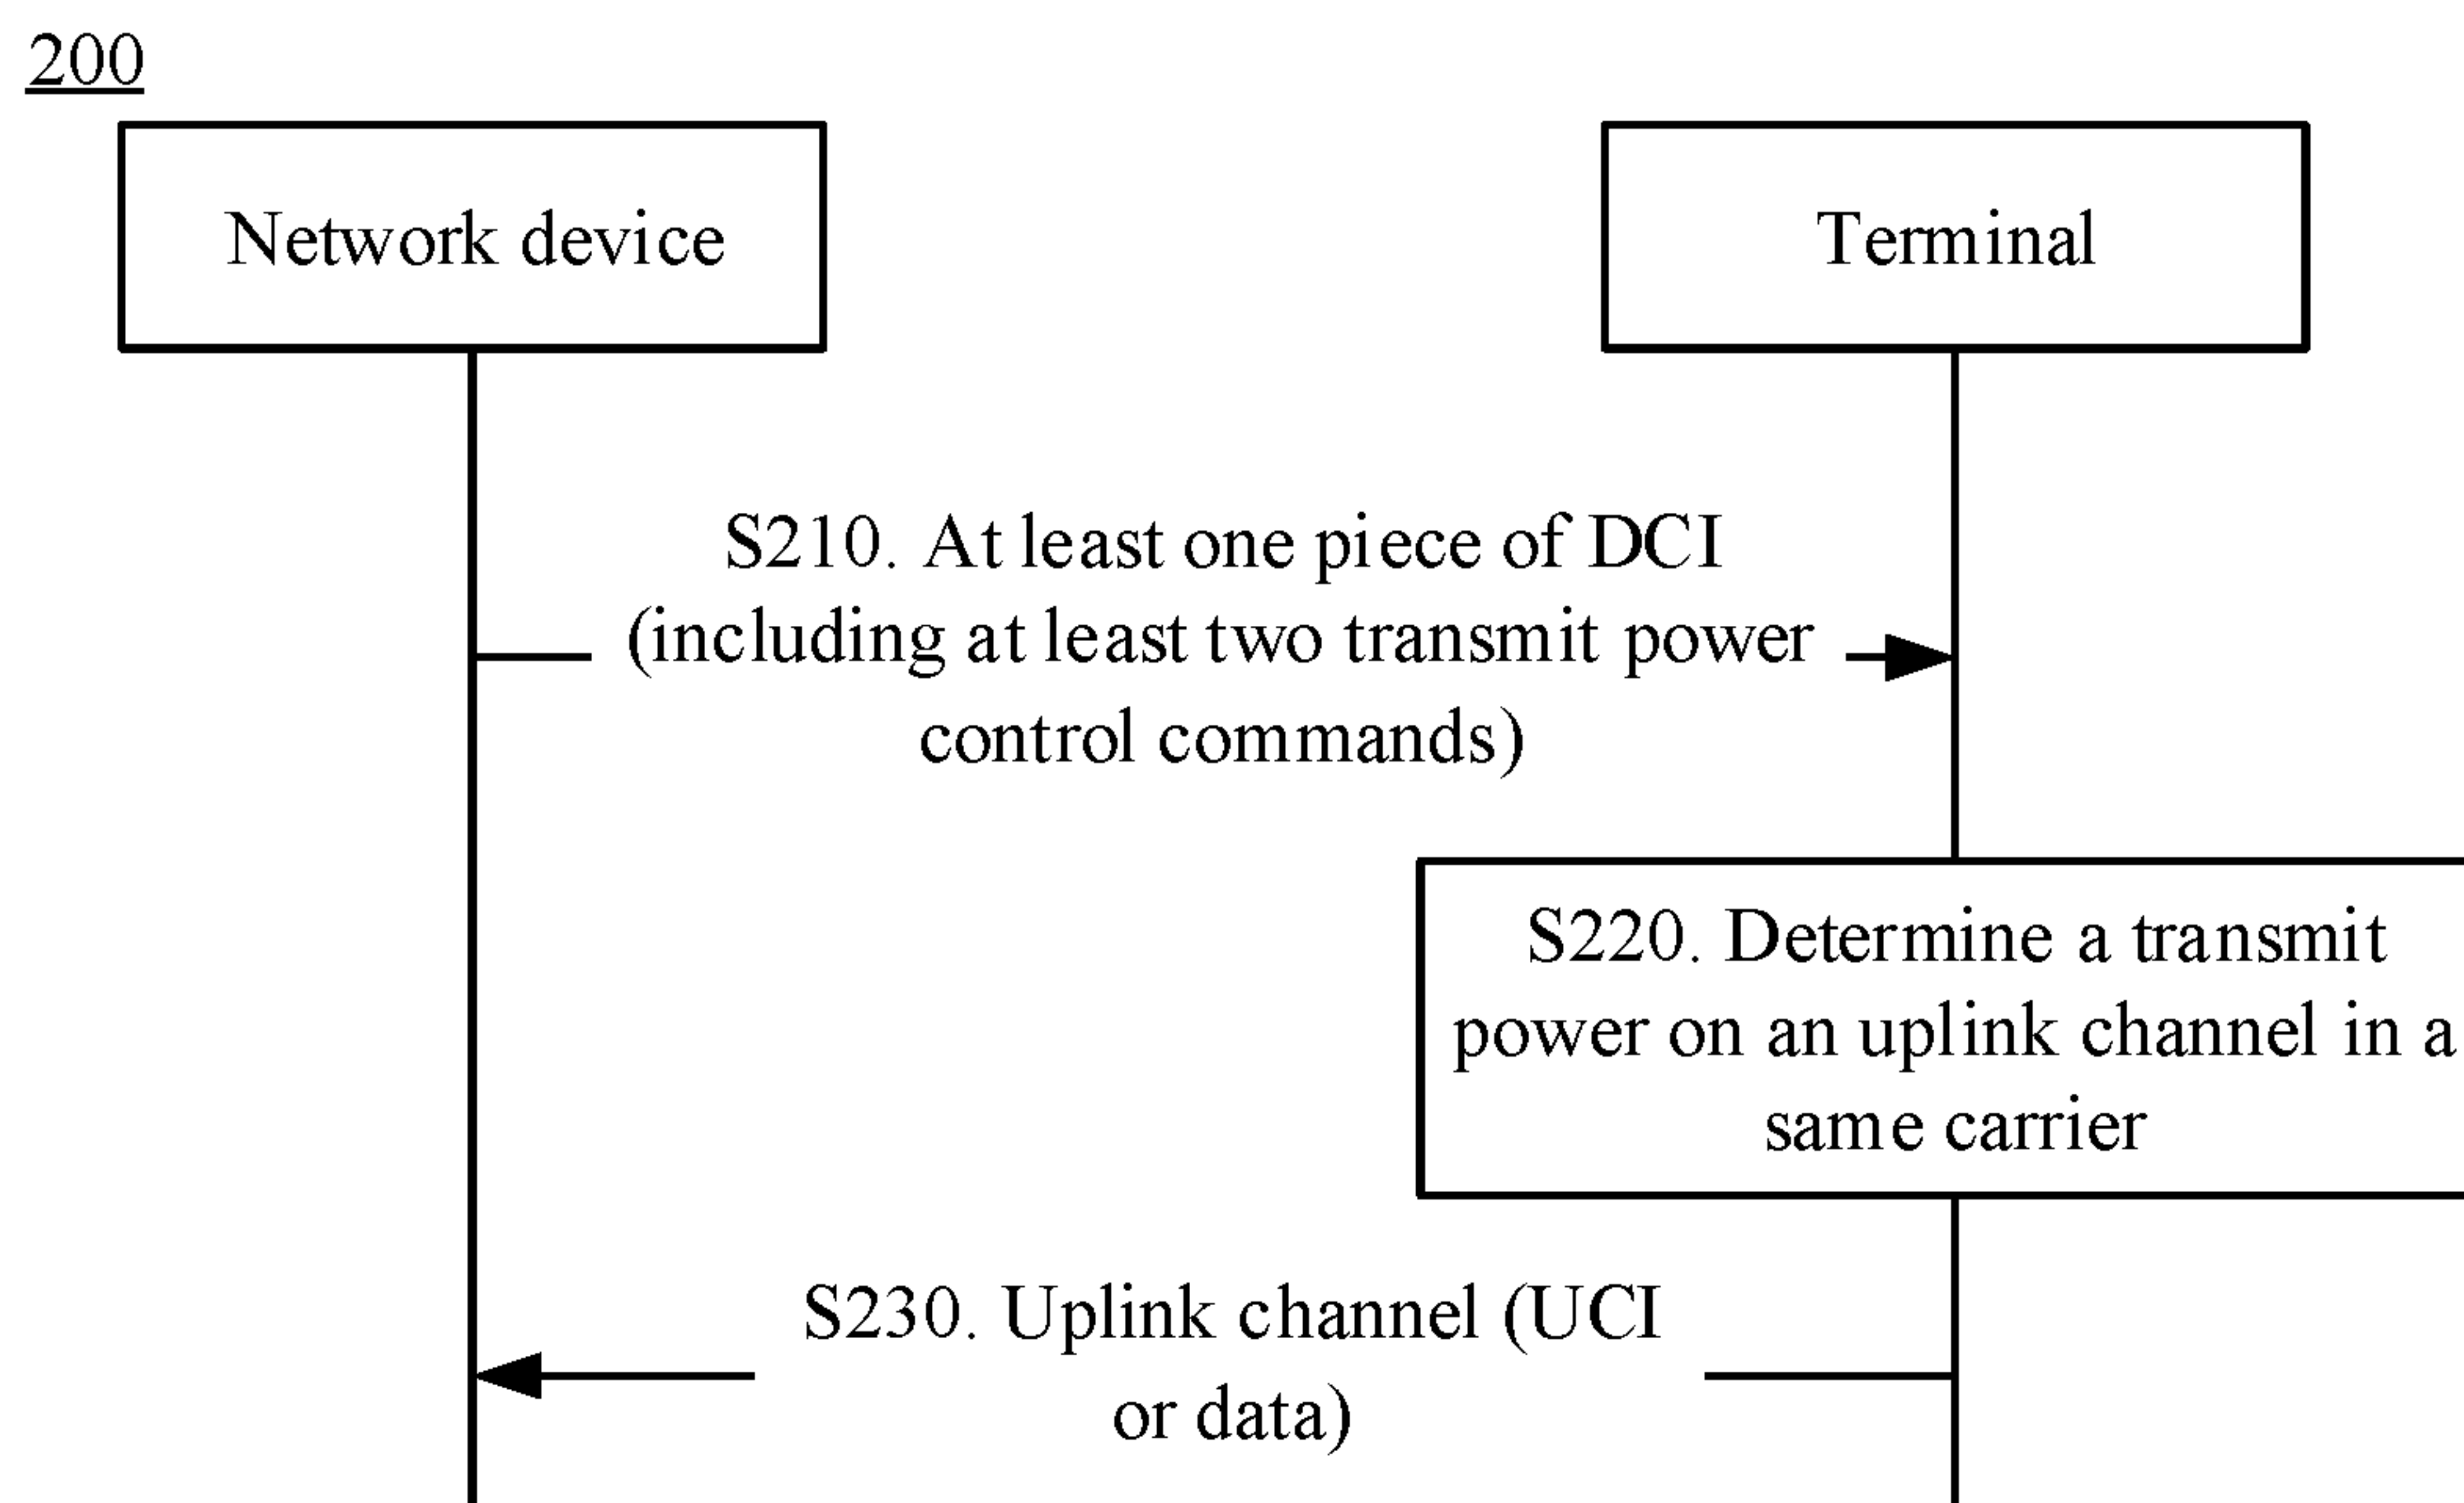 200
Network device
Terminal
S210. At least one piece of DCI
(including at least two transmit power
control commands)
S220. Determine a transmit
power on an uplink channel in a
same carrier
S230. Uplink channel (UCI
or data)